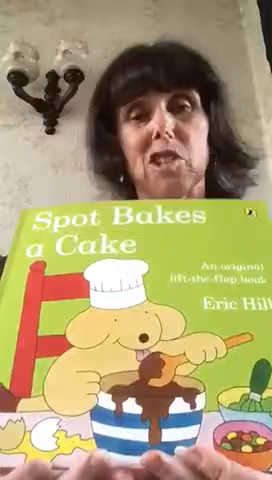 Spot Bakes
a Cake
An original
lift-the-flap book
Eric Hill